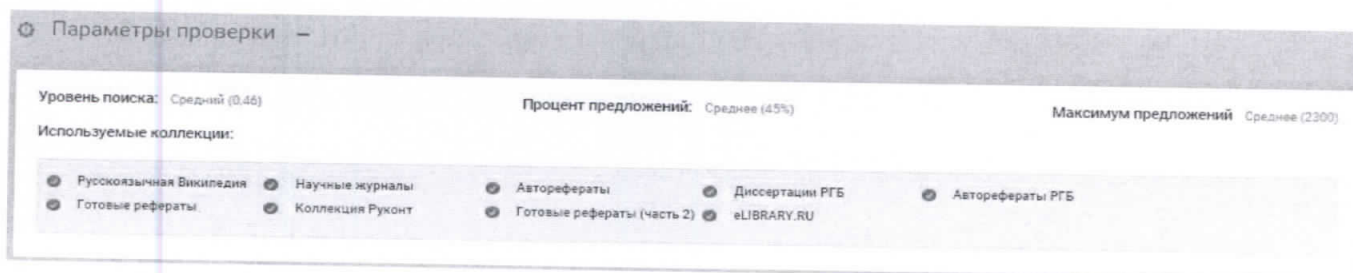 Параметры проверки –
Уровень поиска: Средний (0,46) Процент предложений: Среднее (45%) Максимум предложений Среднее (2300)
Используемые коллекции:
Русскоязычная Википедия Научные журналы Авторефераты Диссертации РГБ Авторефераты РГБ
Готовые рефераты Коллекция Руконт Готовые рефераты (часть 2) eLIBRARY.RU